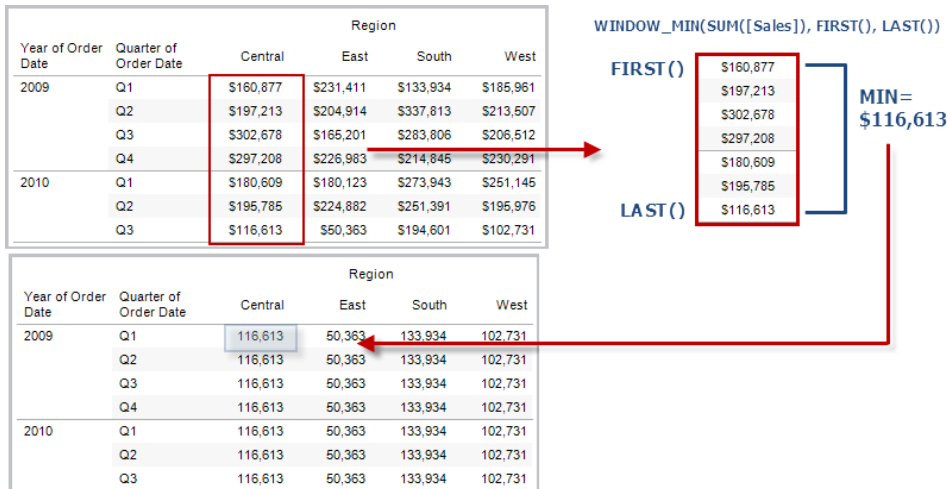 Region
Year of Order Date Quarter of Order Date Central East South West
2009 Q1 $160,877 $231,411 $133,934 $185,961
Q2 $197,213 $204,914 $337,813 $213,507
Q3 $302,678 $165,201 $283,806 $206,512
Q4 $297,208 $226,983 $214,845 $230,291
2010 Q1 $180,609 $180,123 $273,943 $251,145
Q2 $195,785 $224,882 $251,391 $195,976
Q3 $116,613 $50,363 $194,601 $102,731
WINDOW_MIN(SUM([Sales]), FIRST(), LAST())
FIRST() $160,877
$197,213
$302,678
$297,208
$180,609
$195,785
LAST() $116,613
MIN=
$116,613
Region
Year of Order Date Quarter of Order Date Central East South West
2009 Q1 116,613 50,363 133,934 102,731
Q2 116,613 50,363 133,934 102,731
Q3 116,613 50,363 133,934 102,731
Q4 116,613 50,363 133,934 102,731
2010 Q1 116,613 50,363 133,934 102,731
Q2 116,613 50,363 133,934 102,731
Q3 116,613 50,363 133,934 102,731